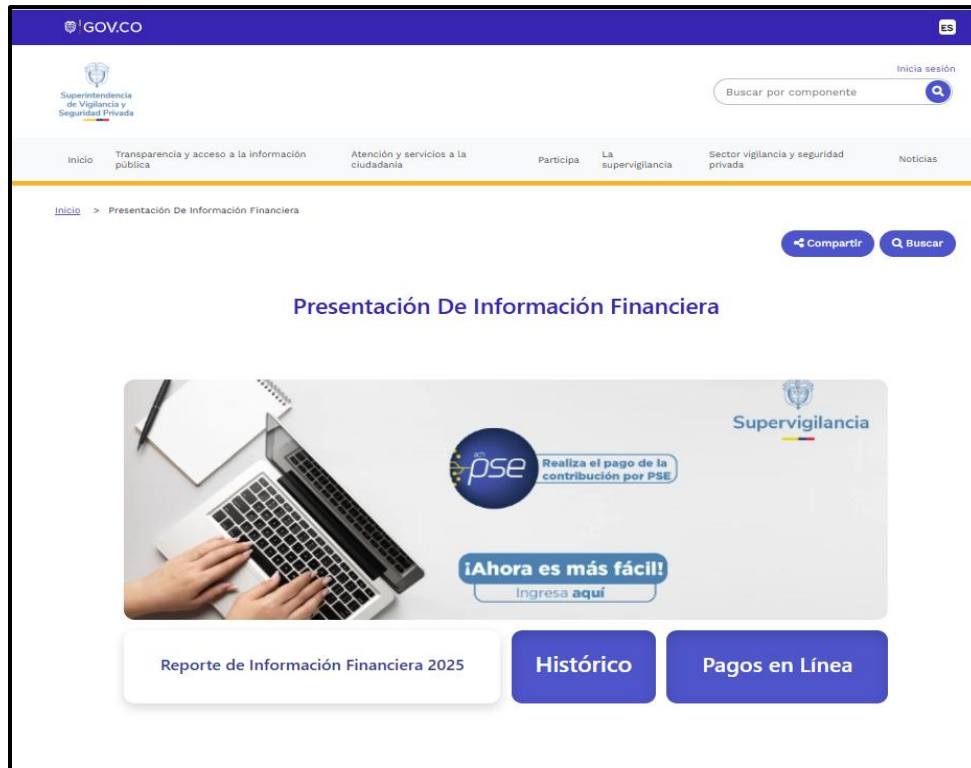 GOV.CO
ES
Superintendencia
de Vigilancia y
Seguridad Privada
Inicia sesión
Buscar por componente
Inicio
Transparencia y acceso a la información
pública
Atención y servicios a la
ciudadanía
Participa
La
supervigilancia
Sector vigilancia y seguridad
privada
Noticias
Inicio > Presentación De Información Financiera
Compartir
Buscar
Presentación De Información Financiera
Supervigilancia
ach
pse
Realiza el pago de la
contribución por PSE
¡Ahora es más fácil!
Ingresa aquí
Reporte de Información Financiera 2025
Histórico
Pagos en Línea